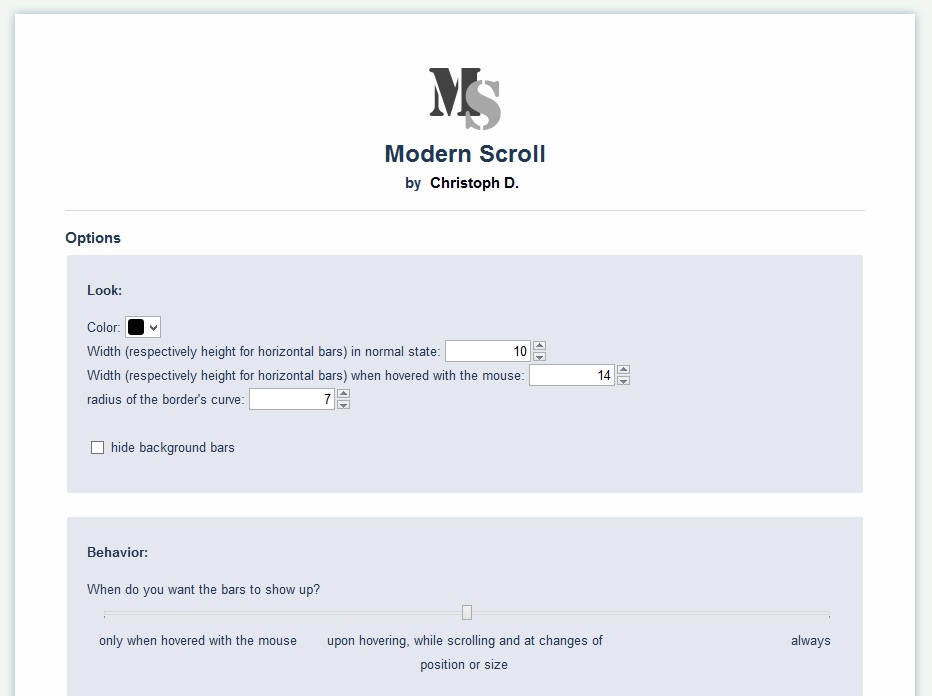 MS
Modern Scroll
by Christoph D.
Options
Look:
Color:
Width (respectively height for horizontal bars) in normal state: 10
Width (respectively height for horizontal bars) when hovered with the mouse: 14
radius of the border's curve: 7
hide background bars
Behavior:
When do you want the bars to show up?
only when hovered with the mouse
upon hovering, while scrolling and at changes of
position or size
always